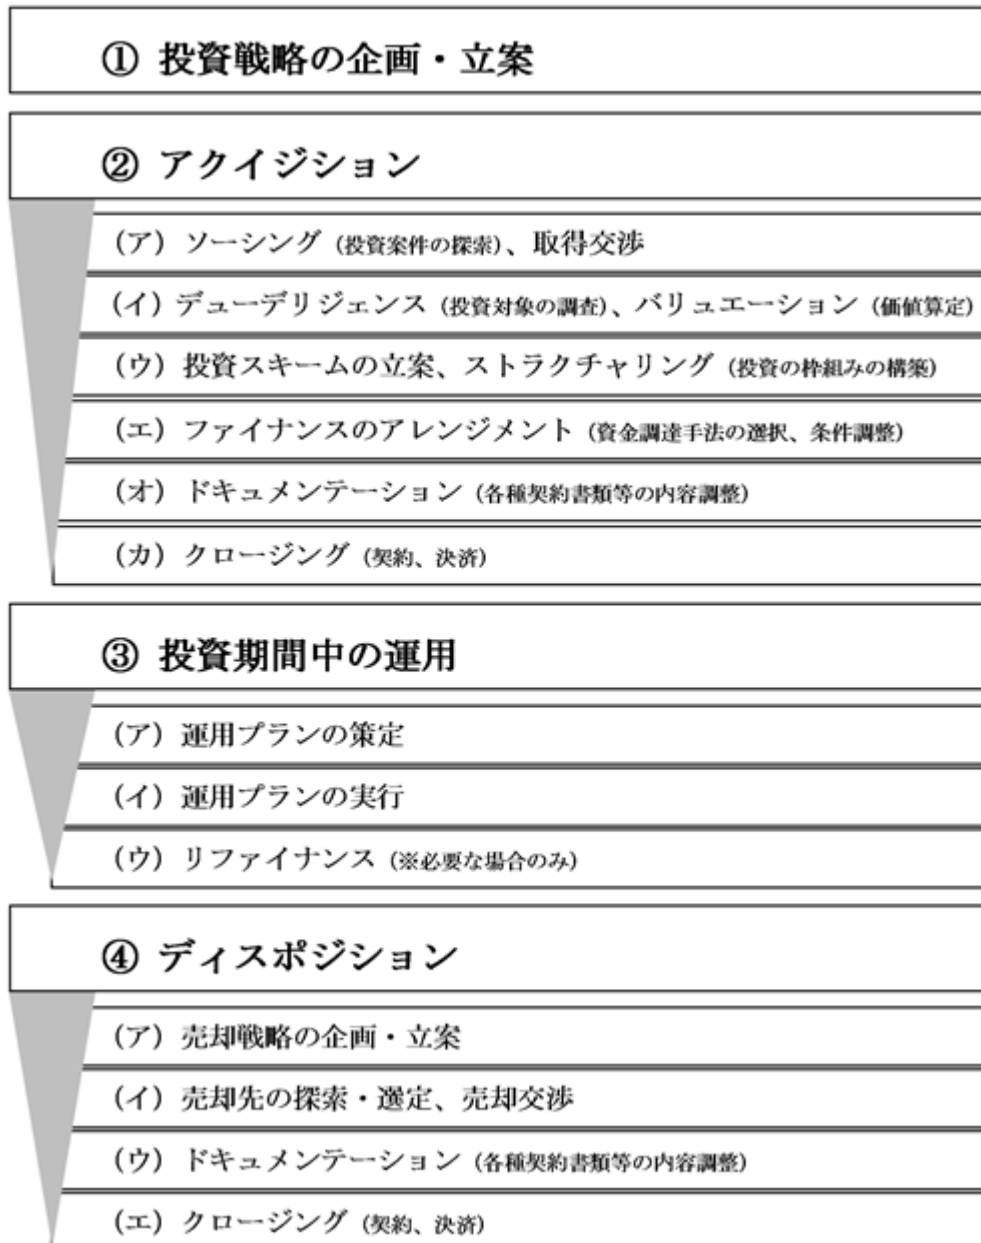 ① 投資戦略の企画・立案
② アクイジション
(ア) ソーシング (投資案件の探索)、取得交渉
(イ) デューデリジェンス (投資対象の調査)、バリュエーション (価値算定)
(ウ) 投資スキームの立案、ストラクチャリング (投資の枠組みの構築)
(エ) ファイナンスのアレンジメント (資金調達手法の選択、条件調整)
(オ) ドキュメンテーション (各種契約書類等の内容調整)
(カ) クロージング (契約、決済)
③ 投資期間中の運用
(ア) 運用プランの策定
(イ) 運用プランの実行
(ウ) リファイナンス (※必要な場合のみ)
④ ディスポジション
(ア) 売却戦略の企画・立案
(イ) 売却先の探索・選定、売却交渉
(ウ) ドキュメンテーション (各種契約書類等の内容調整)
(エ) クロージング (契約、決済)